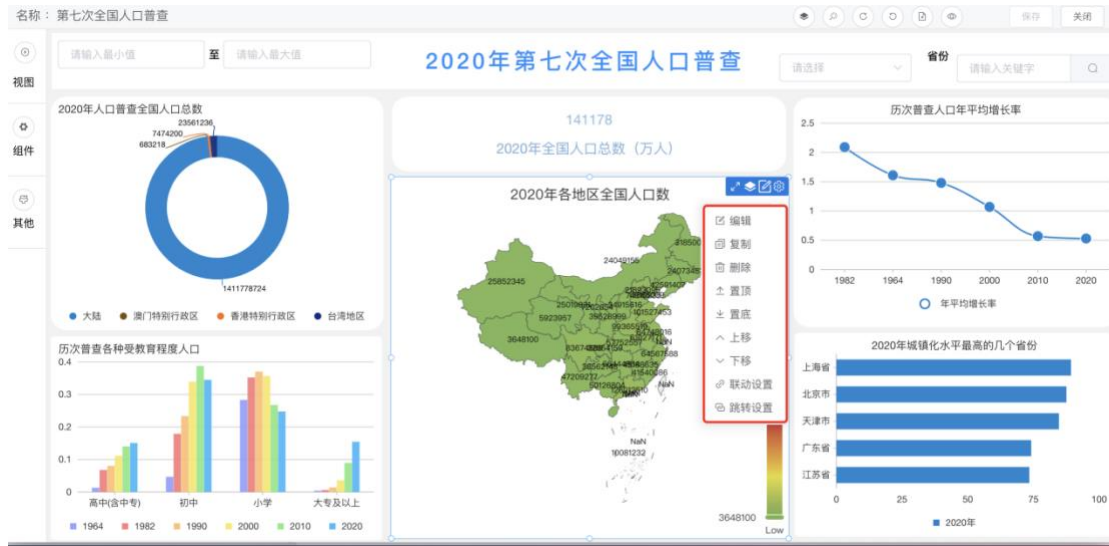 名称： 第七次全国人口普查
保存
关闭
视图
组件
其他
请输入最小值
至
请输入最大值
2020年第七次全国人口普查
请选择
省份
请输入关键字
2020年人口普查全国人口总数
23561236
7474200
683218
1411778724
大陆
澳门特别行政区
香港特别行政区
台湾地区
141178
2020年全国人口总数（万人）
历次普查人口年平均增长率
2.5
2
1.5
1
0.5
0
1982
1964
1990
2000
2010
2020
年平均增长率
2020年各地区全国人口数
编辑
复制
删除
置顶
置底
上移
下移
联动设置
跳转设置
24049155
25852345
5923957
3648100
47209277
NaN
NaN
10081232
3648100
Low
历次普查各种受教育程度人口
0.4
0.3
0.2
0.1
0
高中(含中专)
初中
小学
大专及以上
1964
1982
1990
2000
2010
2020
2020年城镇化水平最高的几个省份
上海省
北京市
天津市
广东省
江苏省
0
25
50
75
100
2020年